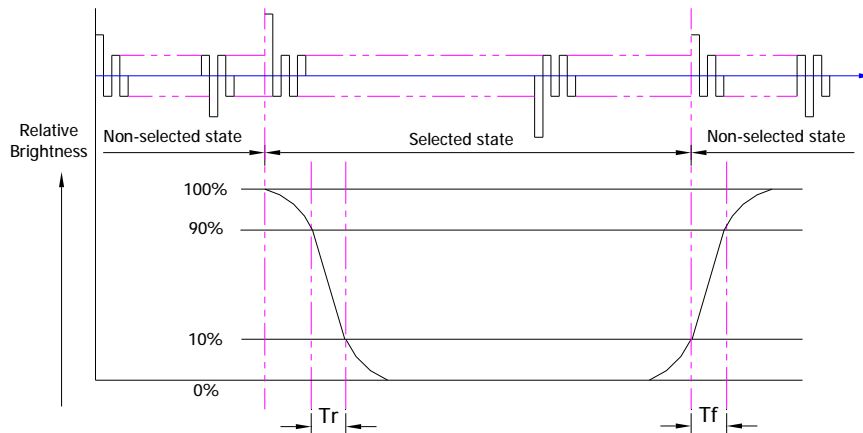 Relative
Brightness
Non-selected state
Selected state
Non-selected state
100%
90%
10%
0%
Tr
Tf